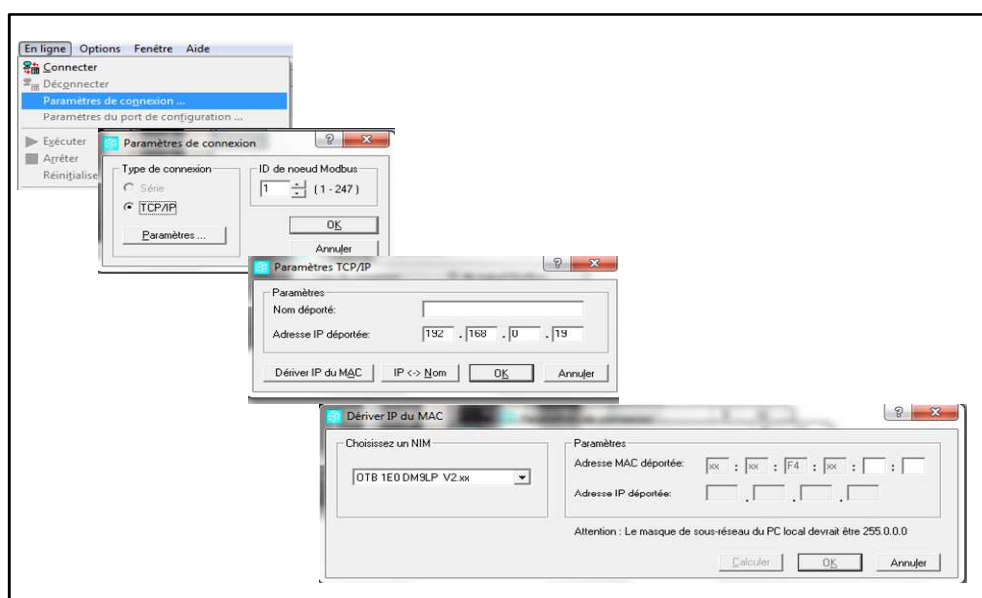 En ligne Options Fenêtre Aide
Connecter
Déconnecter
Paramètres de connexion ...
Paramètres du port de configuration ...
Exécuter
Arrêter
Réinitialise
Paramètres de connexion
Type de connexion
Série
TCP/IP
Paramètres ...
ID de noeud Modbus
1 ( 1 - 247 )
OK
Annuler
Paramètres TCP/IP
Paramètres
Nom déporté:
Adresse IP déportée: 192 . 168 . 0 . 19
Dériver IP du MAC IP <-> Nom OK Annuler
Dériver IP du MAC
Choisissez un NIM
OTB 1E0 DM9LP V2.xx
Paramètres
Adresse MAC déportée: xx : xx : F4 : xx : :
Adresse IP déportée: . . .
Attention : Le masque de sous-réseau du PC local devrait être 255.0.0.0
Calculer OK Annuler